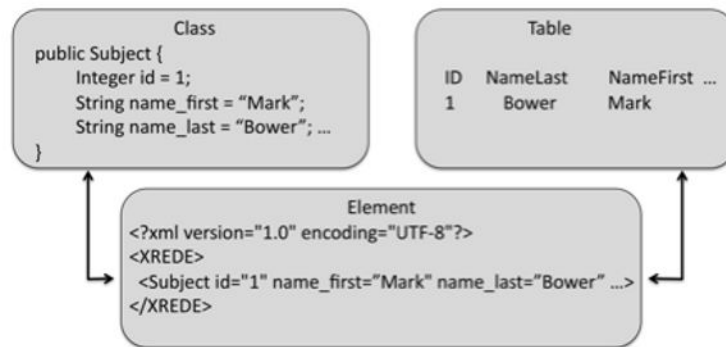 Class
public Subject {
Integer id = 1;
String name_first = “Mark”;
String name_last = “Bower”; ...
}
Table
ID NameLast NameFirst ...
1 Bower Mark
Element
<?xml version="1.0" encoding="UTF-8"?>
<XREDE>
<Subject id="1" name_first=”Mark" name_last=”Bower” ...>
</XREDE>